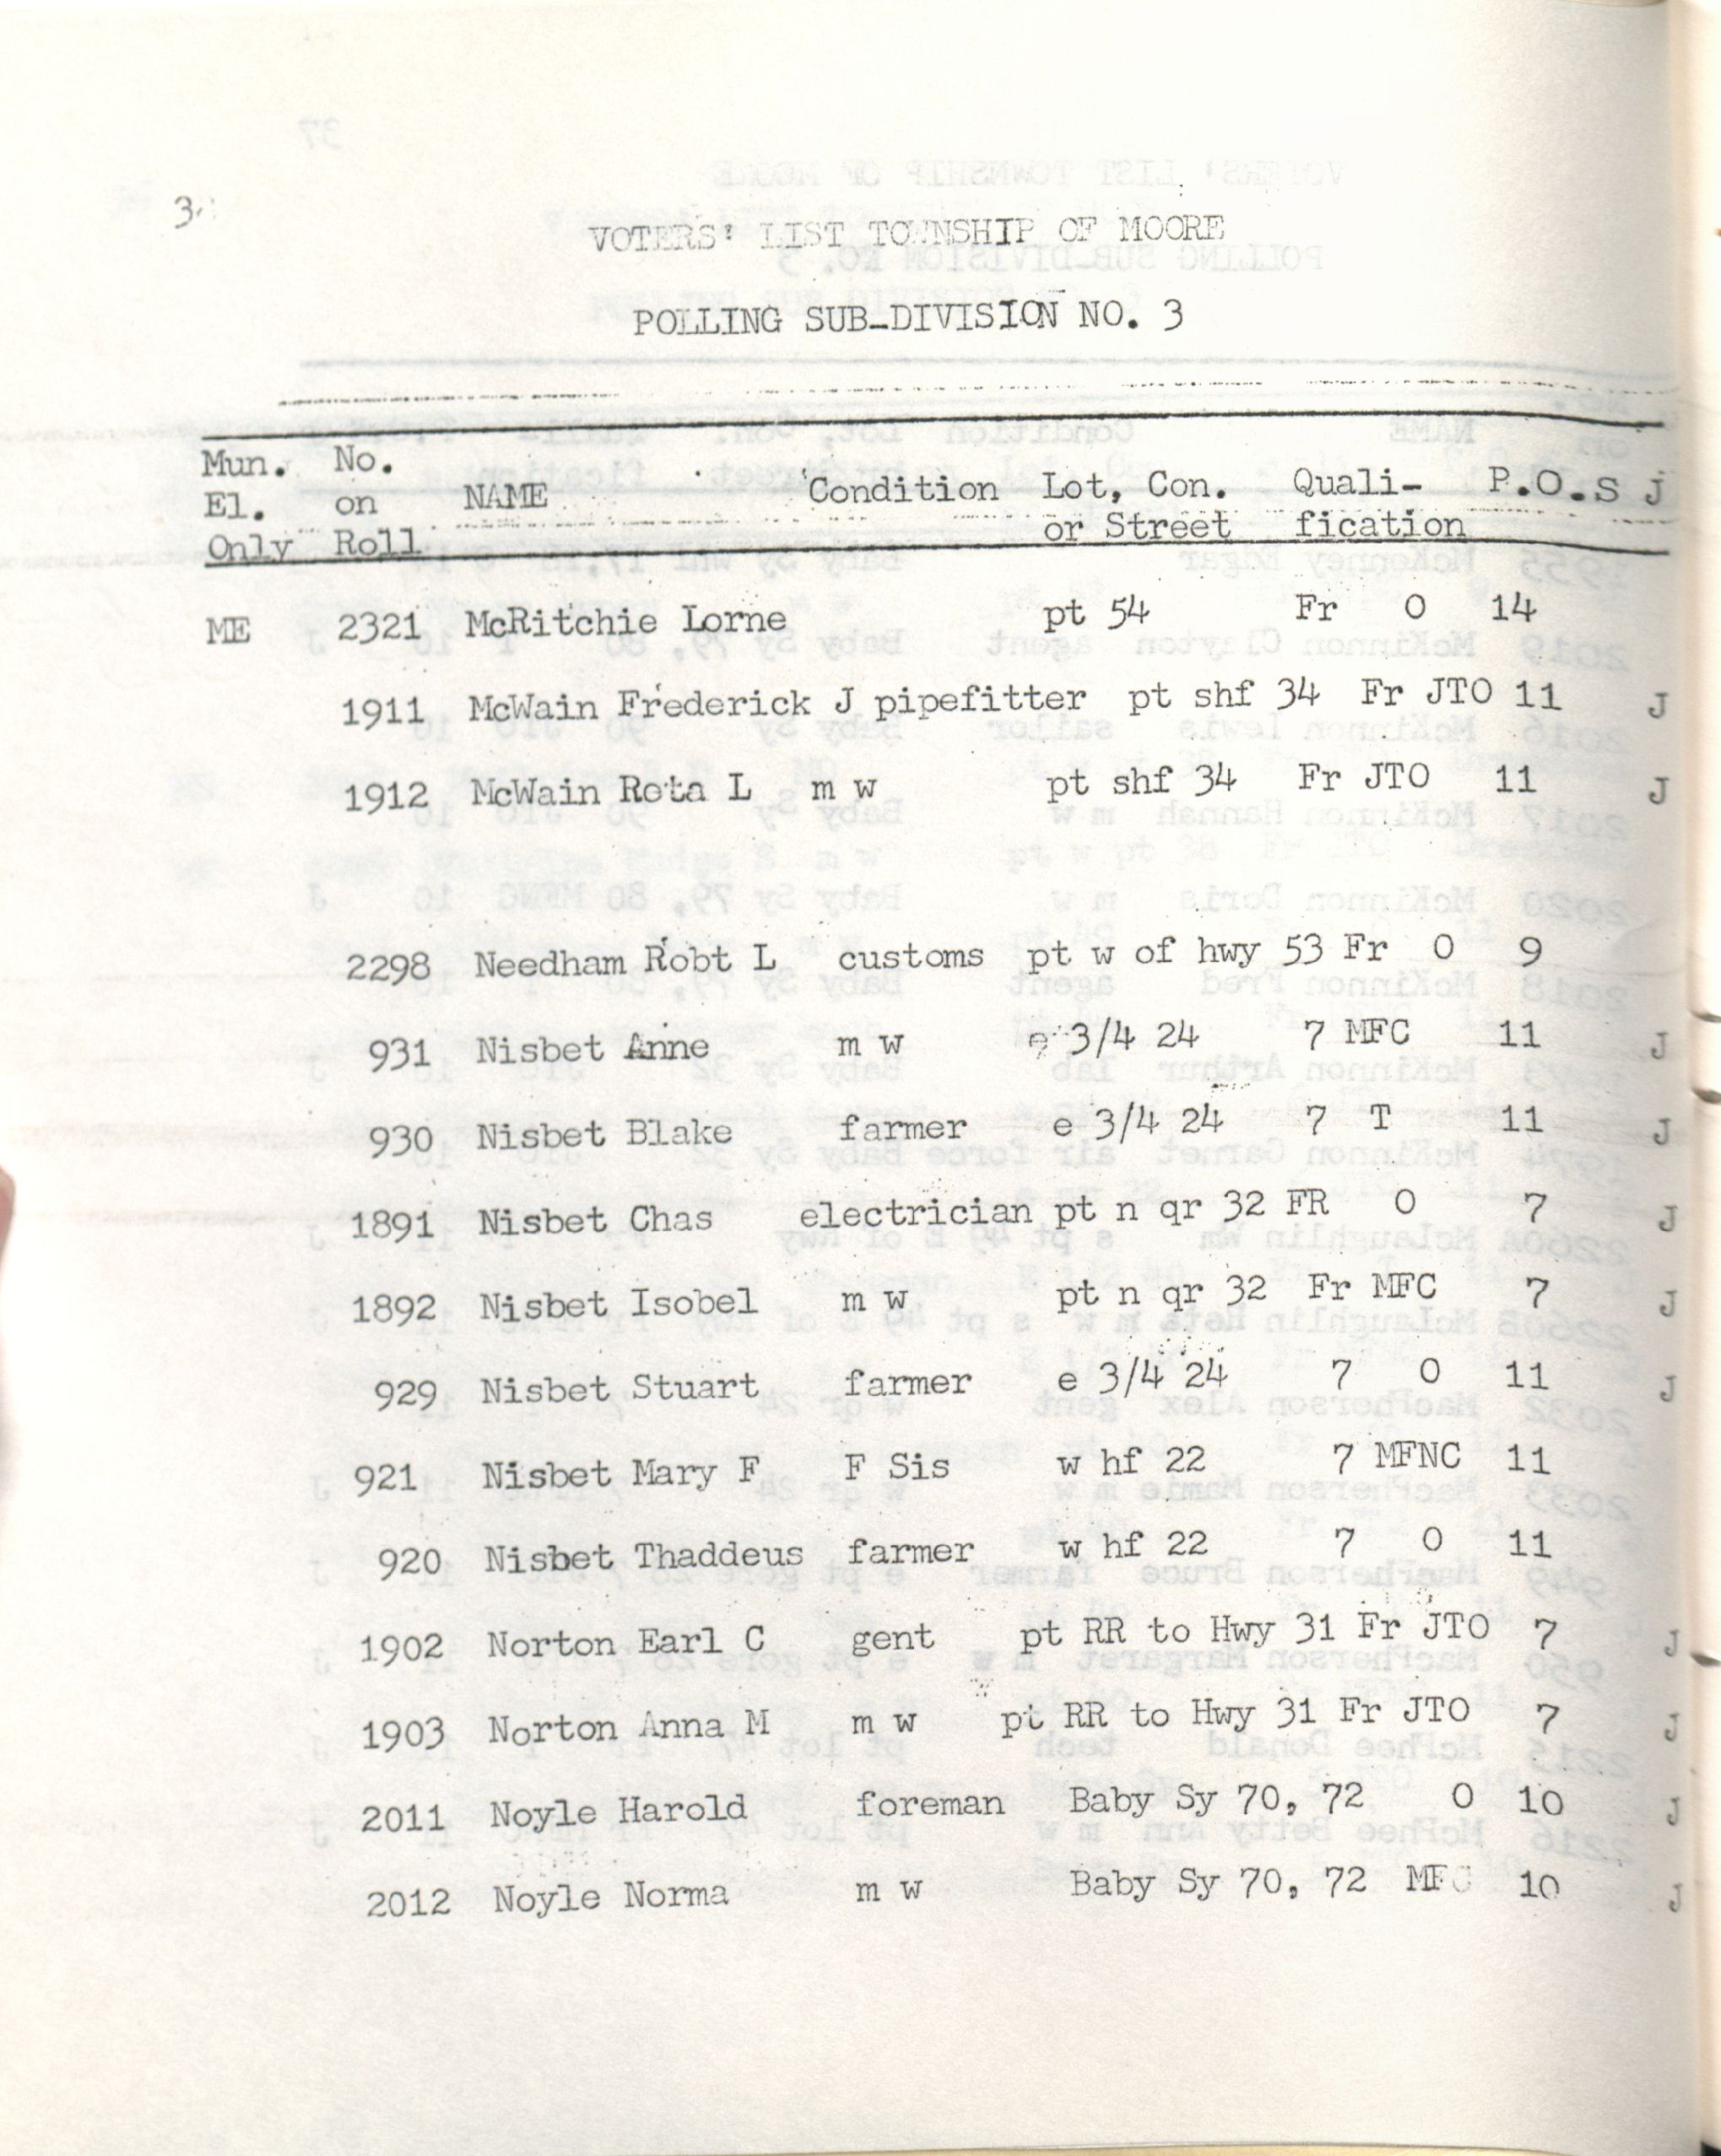 VOTERS' LIST TOWNSHIP OF MOORE
POLLING SUB-DIVISION NO. 3
Mun. No.
El. on NAME Condition Lot, Con. Quali- P.O. S J
Only Roll or Street fication
ME 2321 McRitchie Lorne pt 54 Fr O 14
1911 McWain Frederick J pipefitter pt shf 34 Fr JTO 11 J
1912 McWain Reta L m w pt shf 34 Fr JTO 11 J
2298 Needham Robt L customs pt w of hwy 53 Fr O 9
931 Nisbet Anne m w e 3/4 24 7 MFC 11 J
930 Nisbet Blake farmer e 3/4 24 7 T 11 J
1891 Nisbet Chas electrician pt n qr 32 FR O 7 J
1892 Nisbet Isobel m w pt n qr 32 Fr MFC 7 J
929 Nisbet Stuart farmer e 3/4 24 7 O 11 J
921 Nisbet Mary F F Sis w hf 22 7 MFNC 11
920 Nisbet Thaddeus farmer w hf 22 7 O 11
1902 Norton Earl C gent pt RR to Hwy 31 Fr JTO 7 J
1903 Norton Anna M m w pt RR to Hwy 31 Fr JTO 7 J
2011 Noyle Harold foreman Baby Sy 70, 72 O 10 J
2012 Noyle Norma m w Baby Sy 70, 72 MFC 10 J